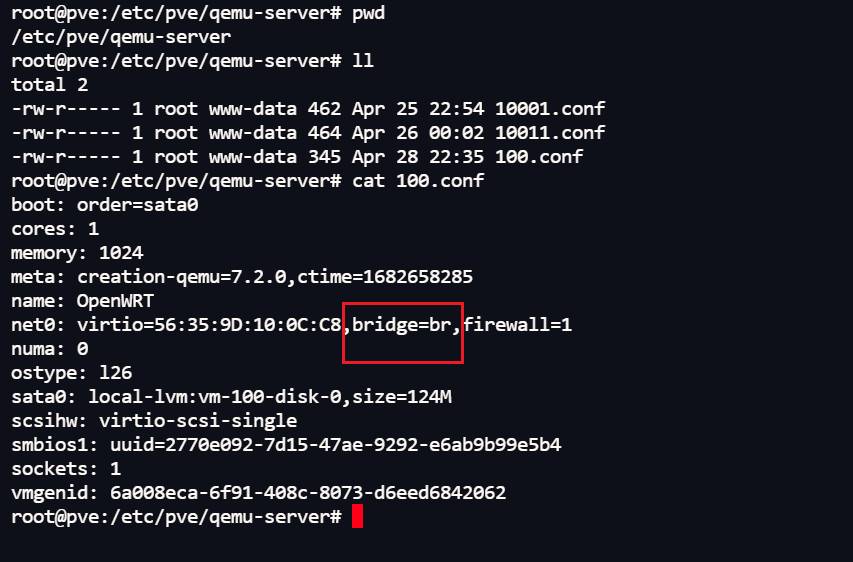 root@pve:/etc/pve/qemu-server# pwd
/etc/pve/qemu-server
root@pve:/etc/pve/qemu-server# ll
total 2
-rw-r----- 1 root www-data 462 Apr 25 22:54 10001.conf
-rw-r----- 1 root www-data 464 Apr 26 00:02 10011.conf
-rw-r----- 1 root www-data 345 Apr 28 22:35 100.conf
root@pve:/etc/pve/qemu-server# cat 100.conf
boot: order=sata0
cores: 1
memory: 1024
meta: creation-qemu=7.2.0,ctime=1682658285
name: OpenWRT
net0: virtio=56:35:9D:10:0C:C8,bridge=br,firewall=1
numa: 0
ostype: l26
sata0: local-lvm:vm-100-disk-0,size=124M
scsihw: virtio-scsi-single
smbios1: uuid=2770e092-7d15-47ae-9292-e6ab9b99e5b4
sockets: 1
vmgenid: 6a008eca-6f91-408c-8073-d6eed6842062
root@pve:/etc/pve/qemu-server#